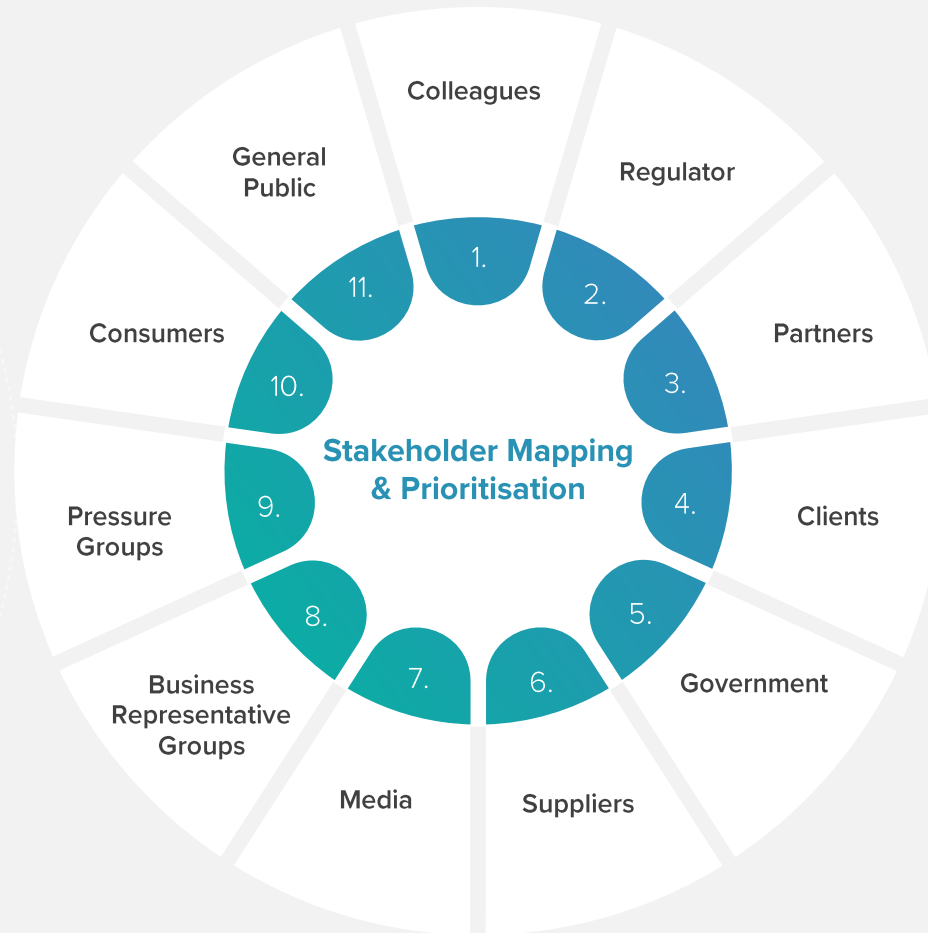 Stakeholder Mapping
& Prioritisation
1.
Colleagues
2.
Regulator
3.
Partners
4.
Clients
5.
Government
6.
Suppliers
7.
Media
8.
Business
Representative
Groups
9.
Pressure
Groups
10.
Consumers
11.
General
Public